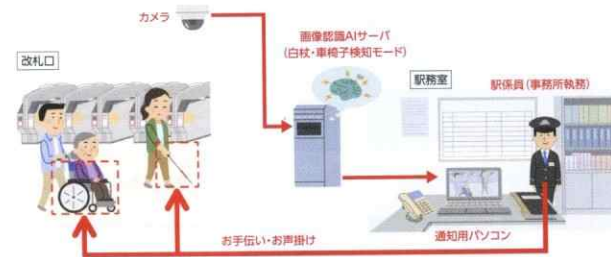 カメラ
画像認識AIサーバ
(白杖・車椅子検知モード)
改札口
駅務室
駅係員(事務所執務)
お手伝い・お声掛け
通知用パソコン